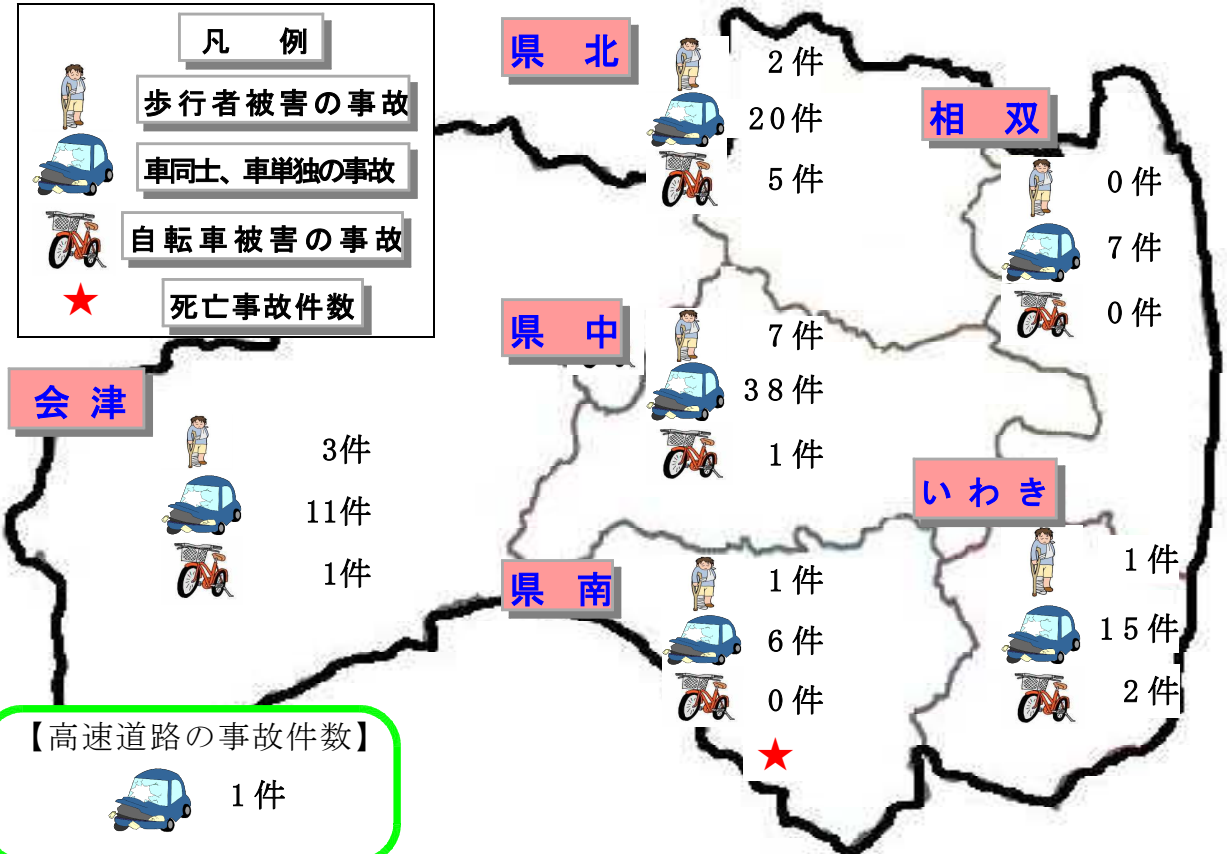 凡　例
歩行者被害の事故
車同士、車単独の事故
自転車被害の事故
死亡事故件数
★
県　北
2件
20件
5件
相　双
0件
7件
0件
県　中
7件
38件
1件
会津
3件
11件
1件
いわき
1件
15件
2件
県　南
1件
6件
0件
★
【高速道路の事故件数】
1件